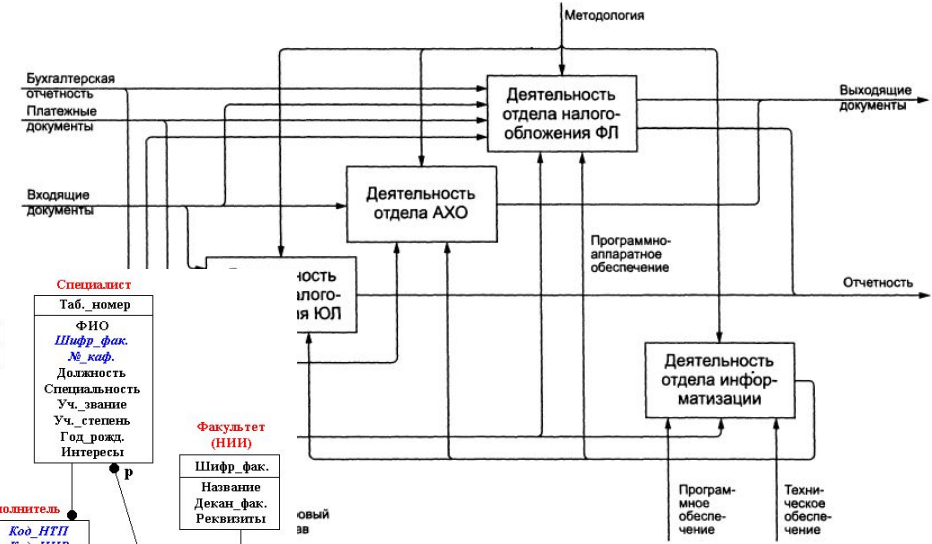 Методология
Бухгалтерская
отчетность
Платежные
документы
Деятельность
отдела налого-
обложения ФЛ
Выходящие
документы
Входящие
документы
Деятельность
отдела АХО
Программно-
аппаратное
обеспечение
Отчетность
Специалист
Таб._номер
ФИО
Шифр_фак.
№_каф.
Должность
Специальность
Уч._звание
Уч._степень
Год_рожд.
Интересы
р
ность
алого-
ия ЮЛ
Деятельность
отдела инфор-
матизации
Факультет
(НИИ)
Шифр_фак.
Название
Декан_фак.
Реквизиты
полнитель
Код_НТП
овый
ав
Програм-
мное
обеспе-
чение
Техни-
ческое
обеспе-
чение